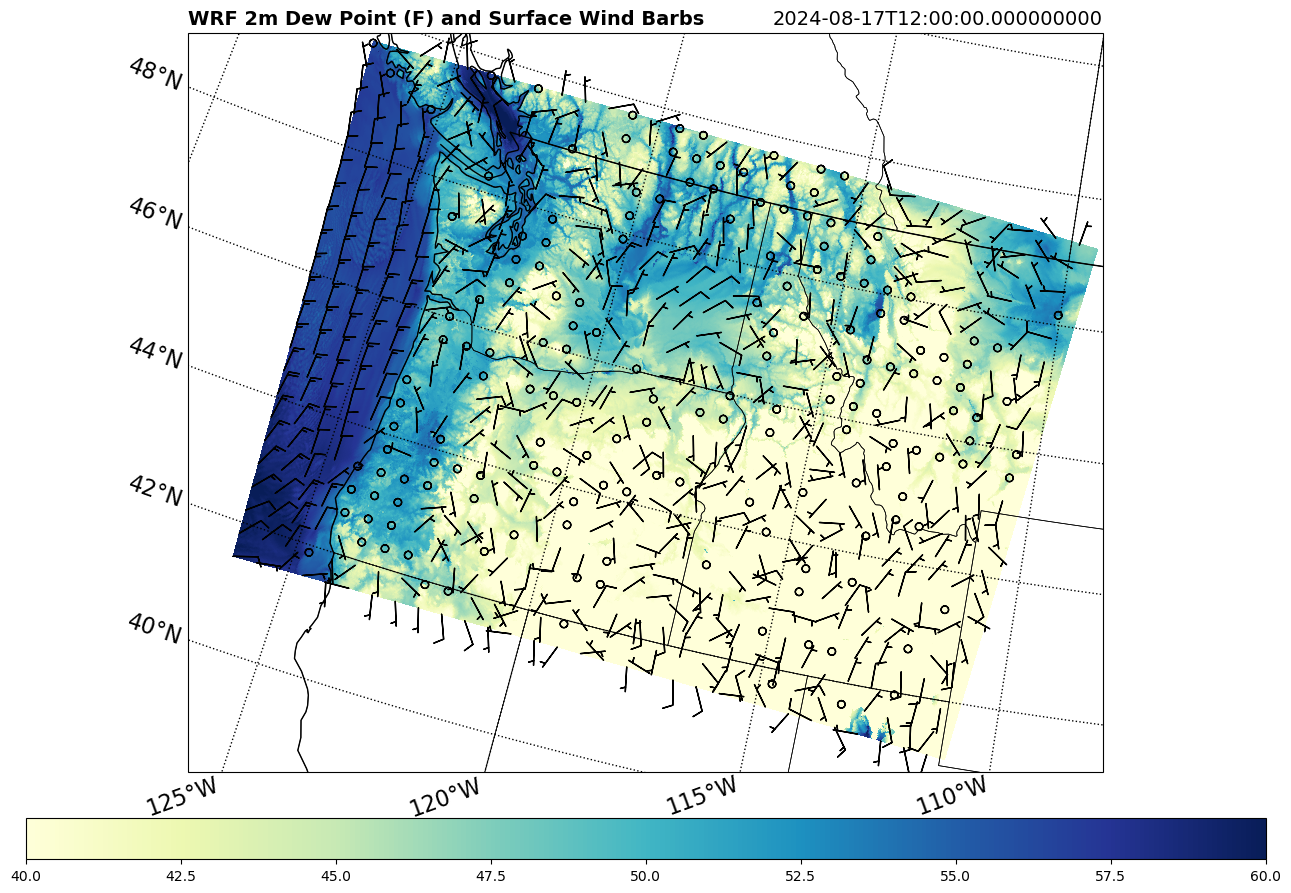 WRF 2m Dew Point (F) and Surface Wind Barbs 2024-08-17T12:00:00.000000000
48°N
46°N
44°N
42°N
40°N
125°W 120°W 115°W 110°W
40.0 42.5 45.0 47.5 50.0 52.5 55.0 57.5 60.0